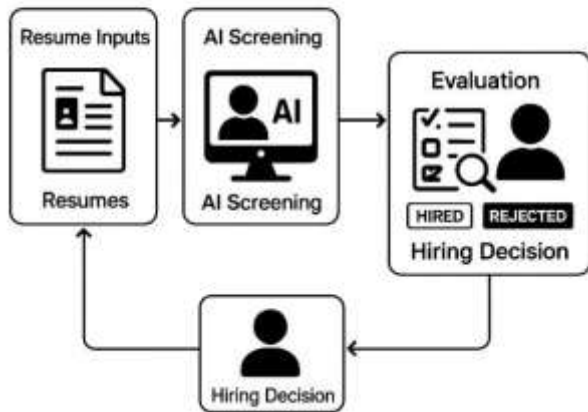 Resume Inputs
Resumes
AI Screening
AI
AI Screening
Evaluation
HIRED
REJECTED
Hiring Decision
Hiring Decision